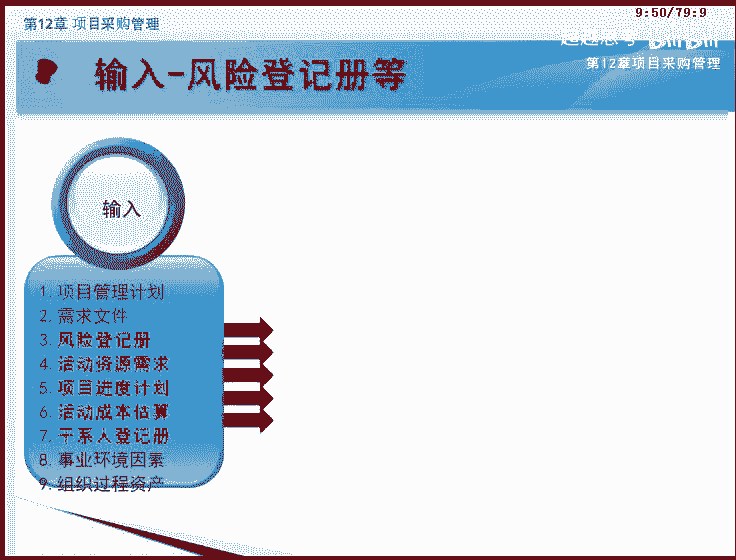 9:50/79:9
第12章 项目采购管理
bilibili
第12章项目采购管理
输入-风险登记册等
输入
1. 项目管理计划
2. 需求文件
3. 风险登记册
4. 活动资源需求
5. 项目进度计划
6. 活动成本估算
7. 干系人登记册
8. 事业环境因素
9. 组织过程资产